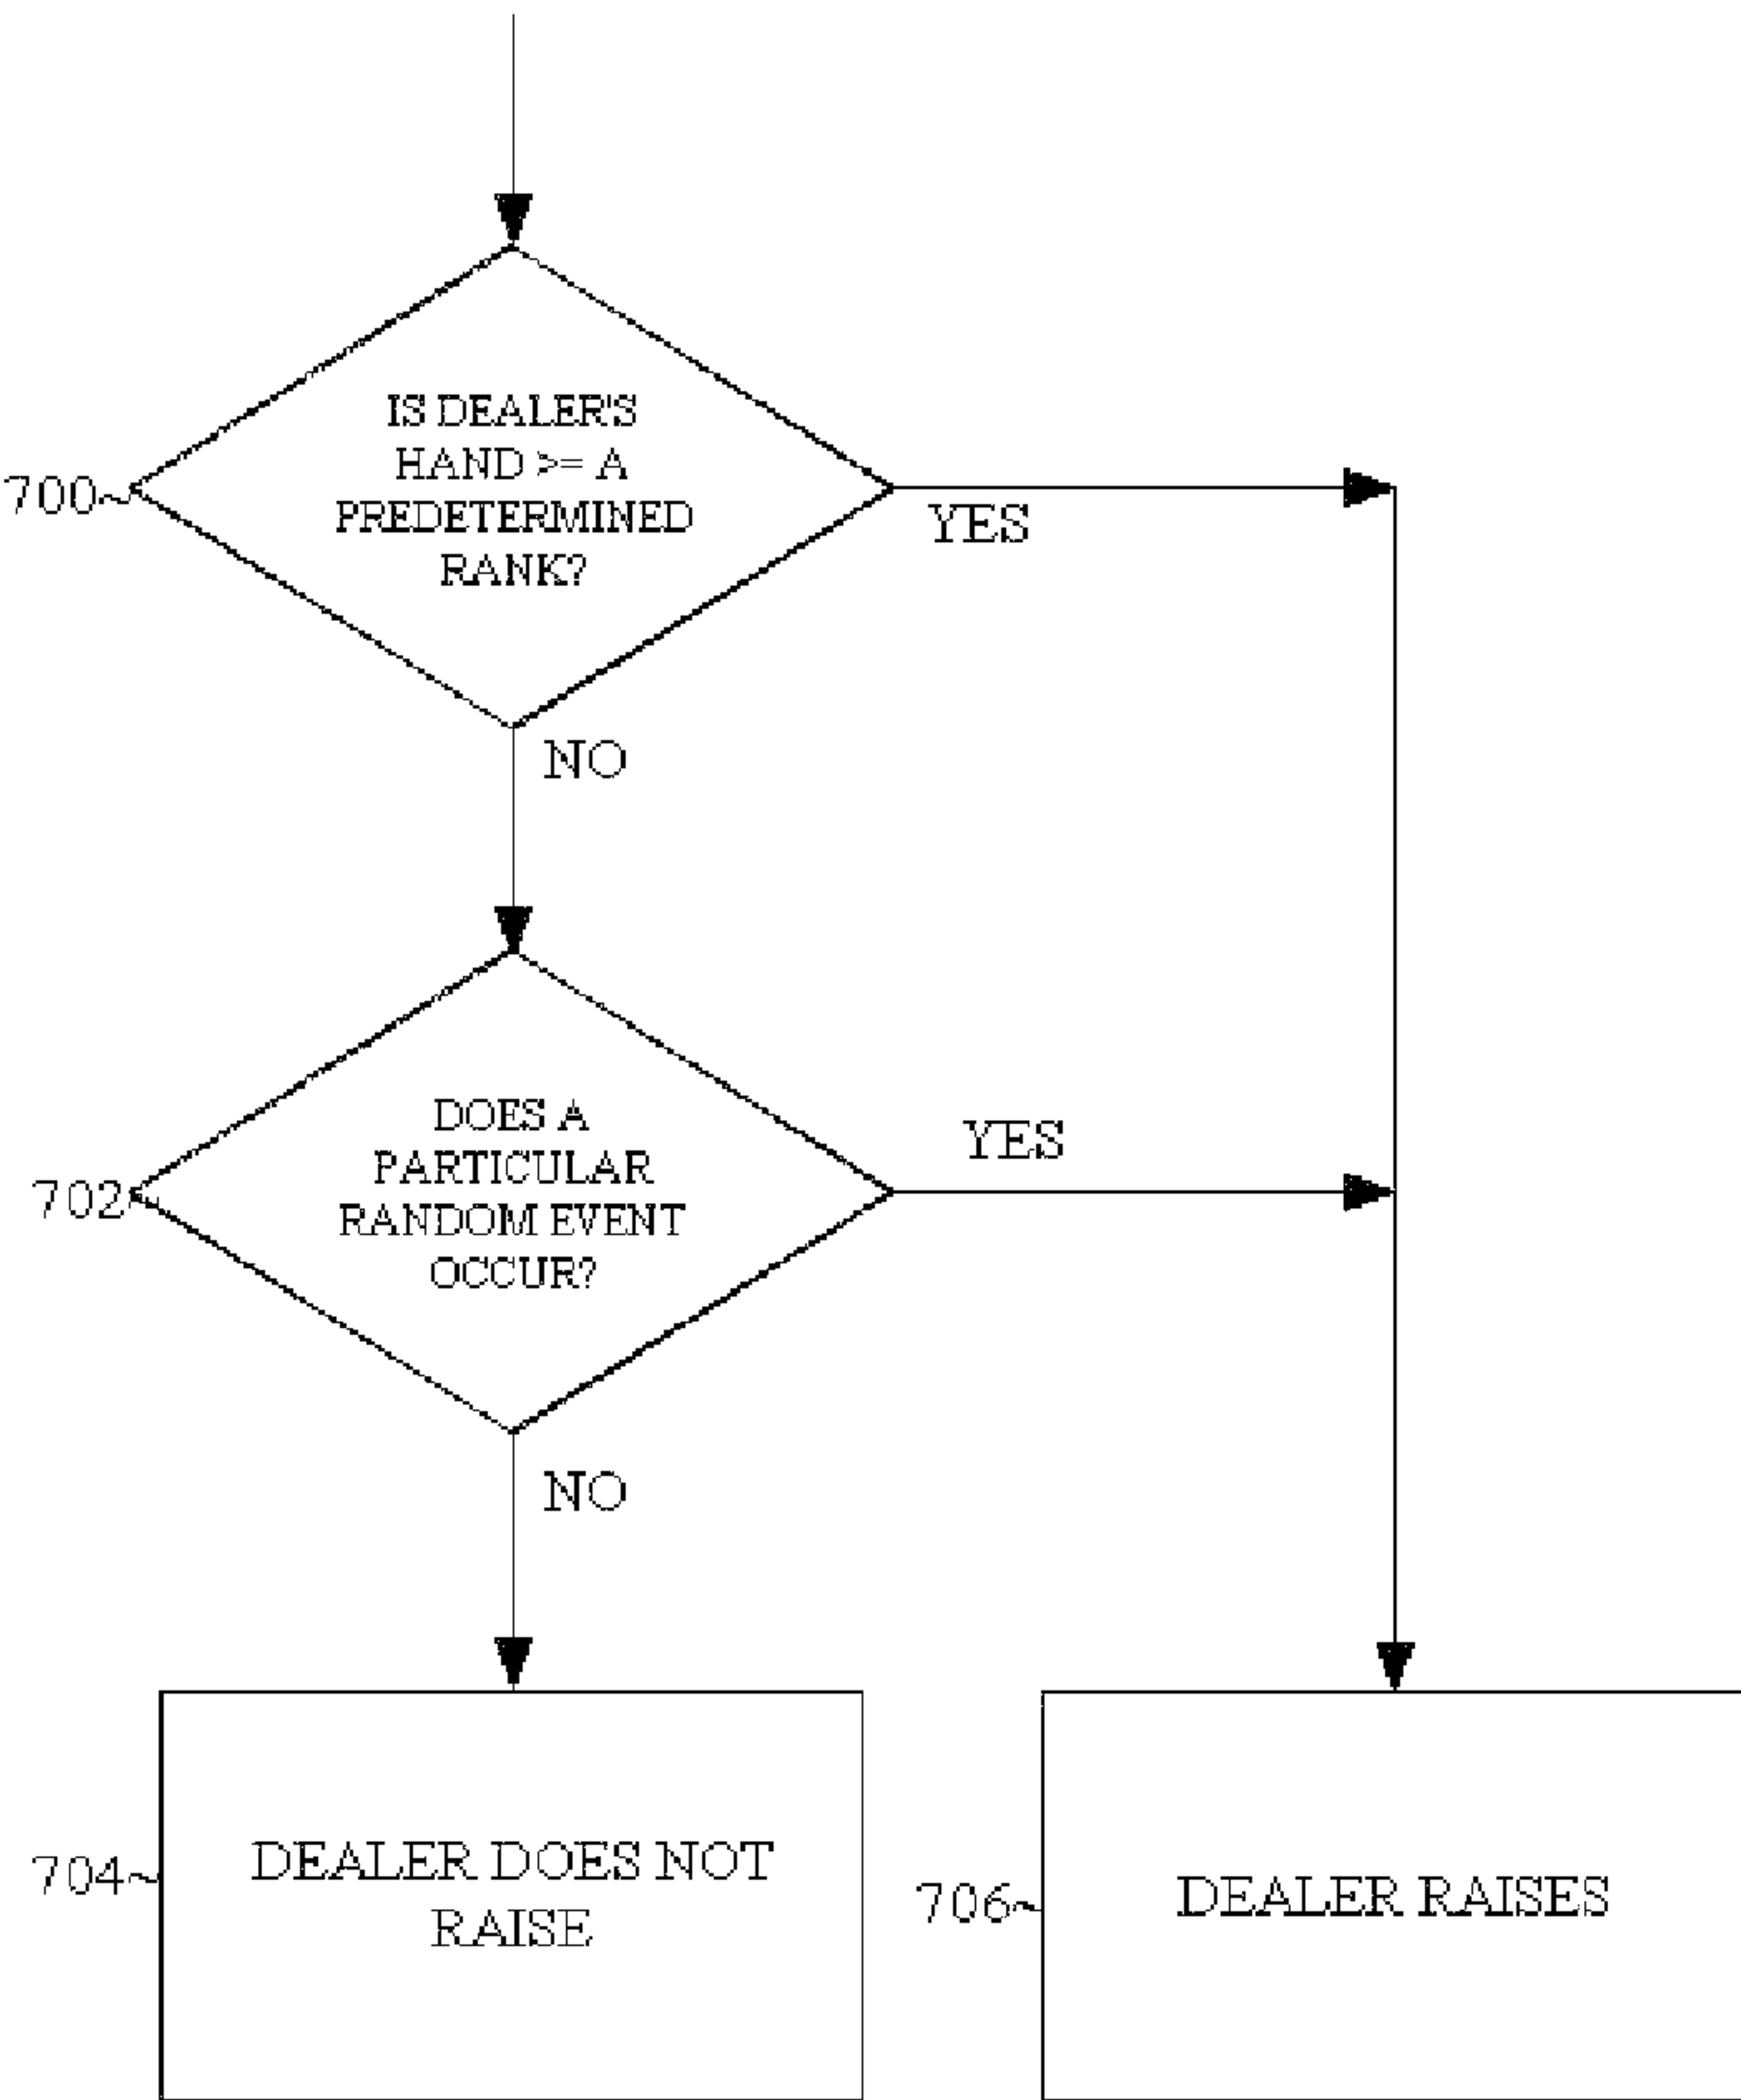 IS DEALER'S
HAND >= A
PREDETERMINED
RANK?
700
YES
NO
DOES A
PARTICULAR
RANDOM EVENT
OCCUR?
702
YES
NO
704
DEALER DOES NOT
RAISE
706
DEALER RAISES